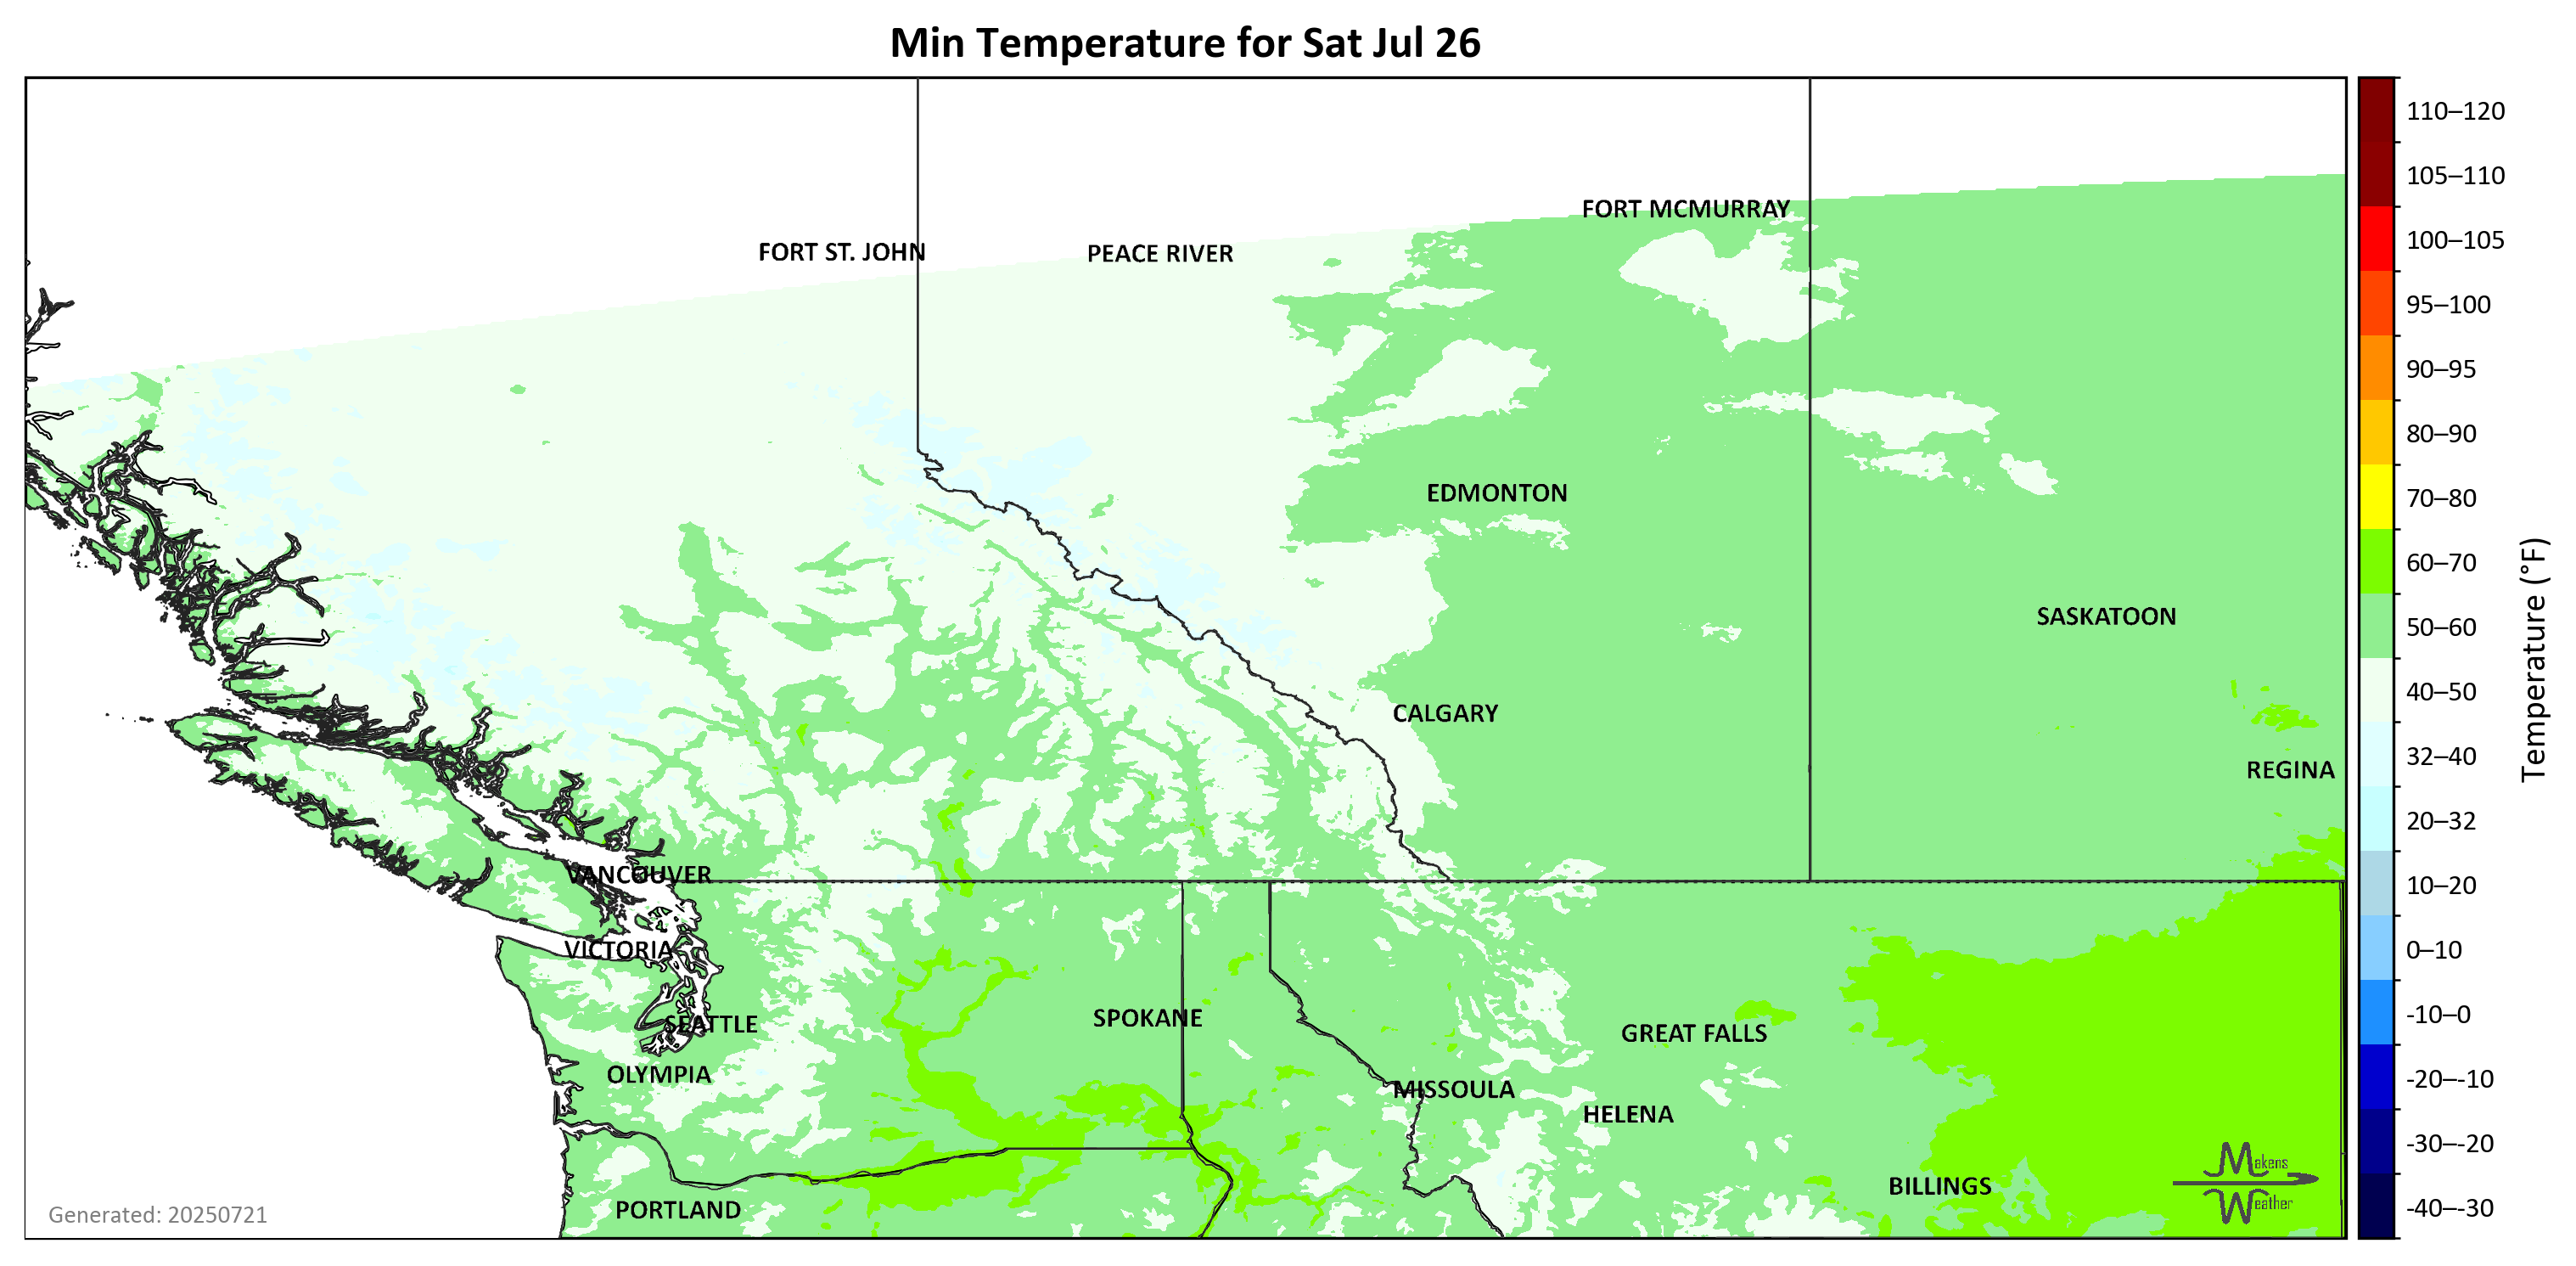 Min Temperature for Sat Jul 26
110–120
105–110
100–105
95–100
90–95
80–90
70–80
60–70
50–60
40–50
32–40
20–32
10–20
0–10
-10–0
-20–-10
-30–-20
-40–-30
Temperature (°F)
FORT MCMURRAY
FORT ST. JOHN
PEACE RIVER
EDMONTON
SASKATOON
CALGARY
REGINA
VANCOUVER
VICTORIA
SEATTLE
SPOKANE
GREAT FALLS
OLYMPIA
MISSOULA
HELENA
BILLINGS
PORTLAND
Makens
Weather
Generated: 20250721